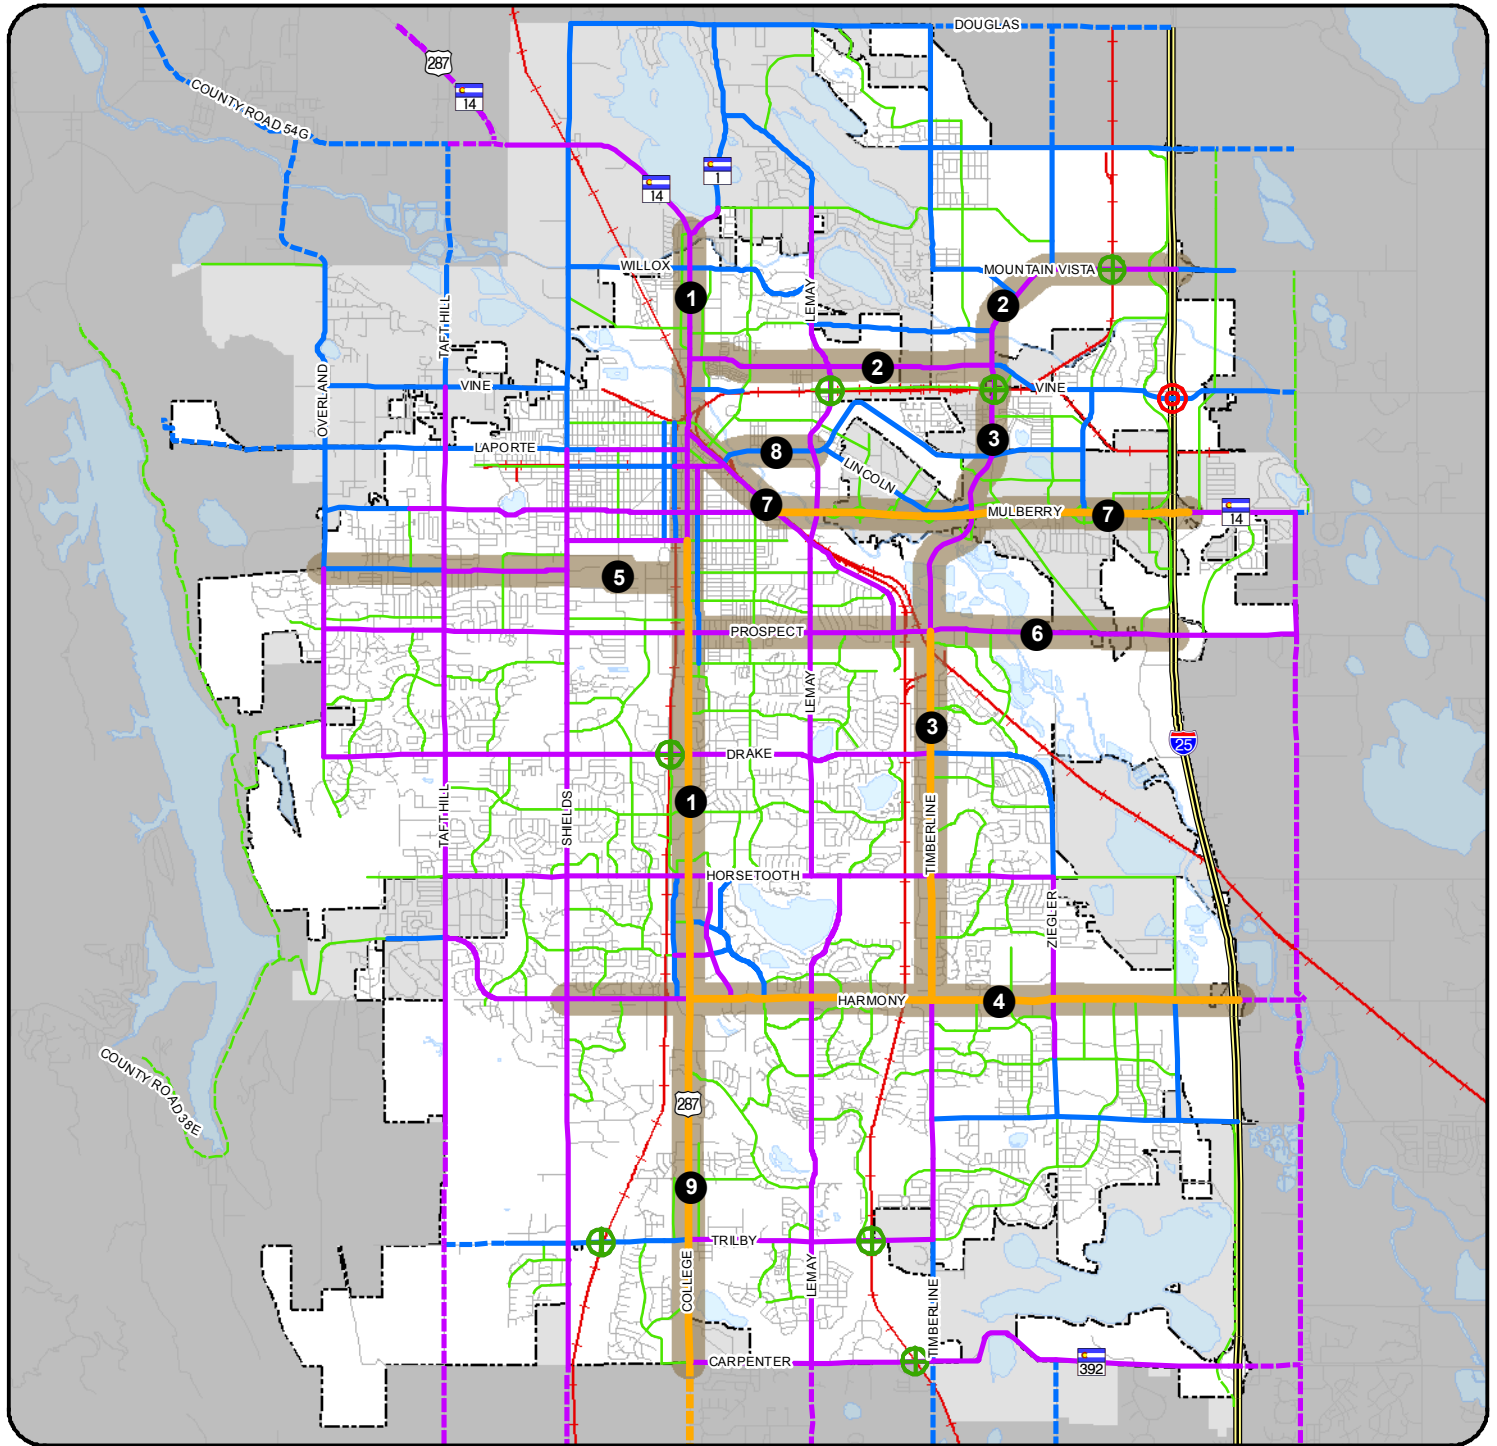 DOUGLAS
287
14
COUNTY ROAD 54G
1
14
WILLOX
MOUNTAIN VISTA
1
LEMAY
2
TAFT HILL
2
VINE
VINE
OVERLAND
3
LAPORTE
8
LINCOLN
7
MULBERRY
7
14
5
PROSPECT
6
LEMAY
3
25
DRAKE
1
TAFT HILL
SHIELDS
TIMBERLINE
HORSETOOTH
ZIEGLER
HARMONY
4
COUNTY ROAD 38E
287
9
TRILBY
COLLEGE
LEMAY
TIMBERLINE
CARPENTER
392